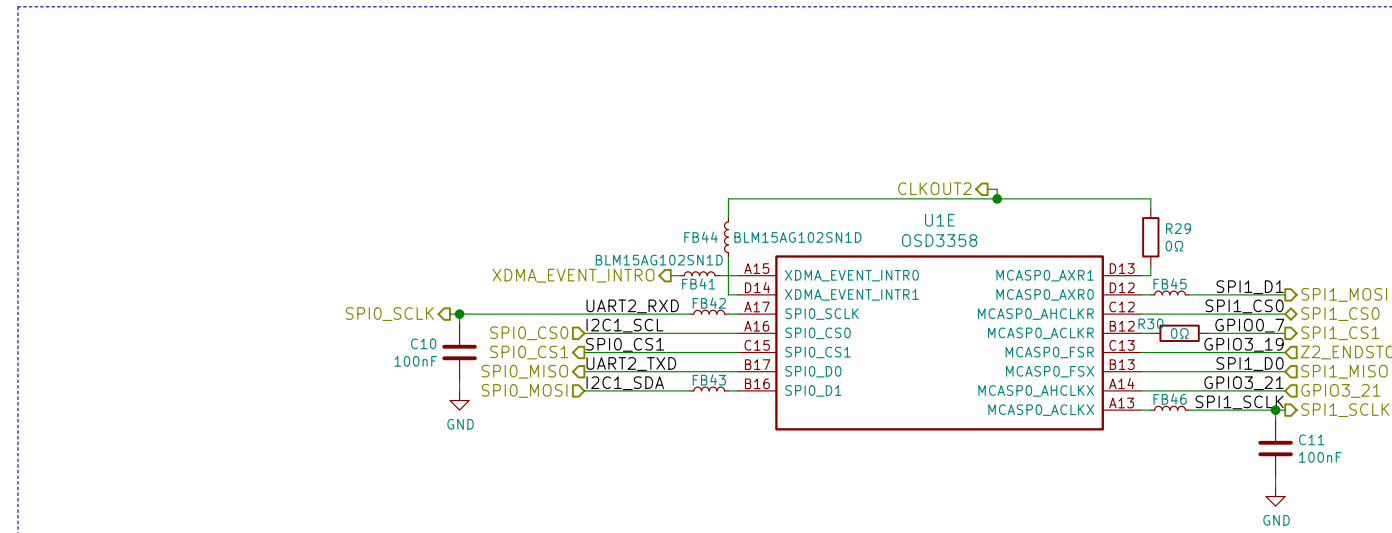 CLKOUT2
U1E
OSD3358
R29
0Ω
FB44 BLM15AG102SN1D
BLM15AG102SN1D
XDMA_EVENT_INTRO
FB41
A15 XDMA_EVENT_INTR0 MCASP0_AXR1 D13
D14 XDMA_EVENT_INTR1 MCASP0_AXR0 D12 FB45 SPI1_D1 SPI1_MOSI
SPI0_SCLK UART2_RXD FB42 A17 SPI0_SCLK MCASP0_AHCLKR C12 SPI1_CS0 SPI1_CS0
SPI0_CS0 I2C1_SCL A16 SPI0_CS0 MCASP0_ACLKR B12 R30 0Ω GPIO0_7 SPI1_CS1
SPI0_CS1 SPI0_CS1 C15 SPI0_CS1 MCASP0_FSR C13 GPIO3_19 Z2_ENDSTO
SPI0_MISO UART2_TXD B17 SPI0_D0 MCASP0_FSX B13 SPI1_D0 SPI1_MISO
SPI0_MOSI I2C1_SDA FB43 B16 SPI0_D1 MCASP0_AHCLKX A14 GPIO3_21 GPIO3_21
MCASP0_ACLKX A13 FB46 SPI1_SCLK SPI1_SCLK
C10
100nF
GND
C11
100nF
GND